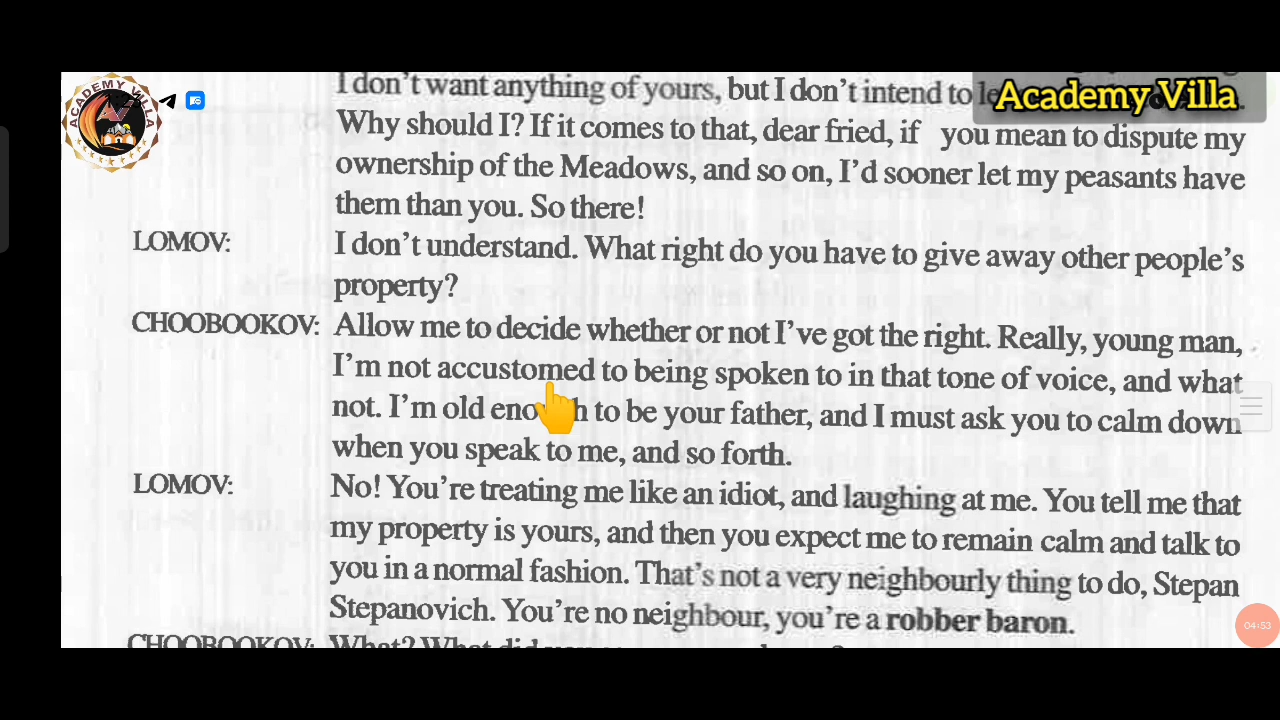 ACADEMY VILLA
Academy Villa
I don't want anything of yours, but I don't intend to
Why should I? If it comes to that, dear fried, if you mean to dispute my
ownership of the Meadows, and so on, I'd sooner let my peasants have
them than you. So there!
LOMOV: I don't understand. What right do you have to give away other people's
property?
CHOOBOOKOV: Allow me to decide whether or not I've got the right. Really, young man,
I'm not accustomed to being spoken to in that tone of voice, and what
not. I'm old to be your father, and I must ask you to calm down
when you speak to me, and so forth.
LOMOV: No! You're treating me like an idiot, and laughing at me. You tell me that
my property is yours, and then you expect me to remain calm and talk to
you in a normal fashion. That's not a very neighbourly thing to do, Stepan
Stepanovich. You're no neighbour, you're a robber baron.
CHOOBOOKOV: What? What did
04:53